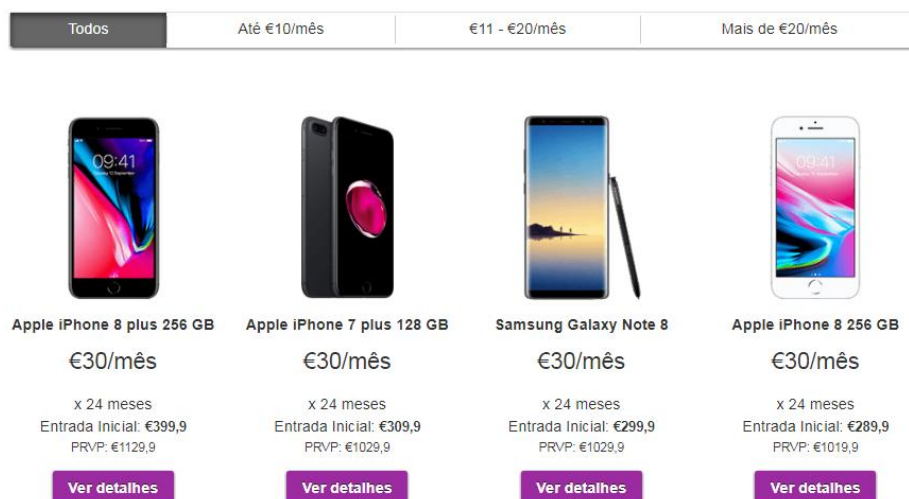 Todos
Até €10/mês
€11 - €20/mês
Mais de €20/mês
09:41
09:41
Apple iPhone 8 plus 256 GB
Apple iPhone 7 plus 128 GB
Samsung Galaxy Note 8
Apple iPhone 8 256 GB
€30/mês
€30/mês
€30/mês
€30/mês
x 24 meses
x 24 meses
x 24 meses
x 24 meses
Entrada Inicial: €399,9
Entrada Inicial: €309,9
Entrada Inicial: €299,9
Entrada Inicial: €289,9
PRVP: €1129,9
PRVP: €1029,9
PRVP: €1029,9
PRVP: €1019,9
Ver detalhes
Ver detalhes
Ver detalhes
Ver detalhes